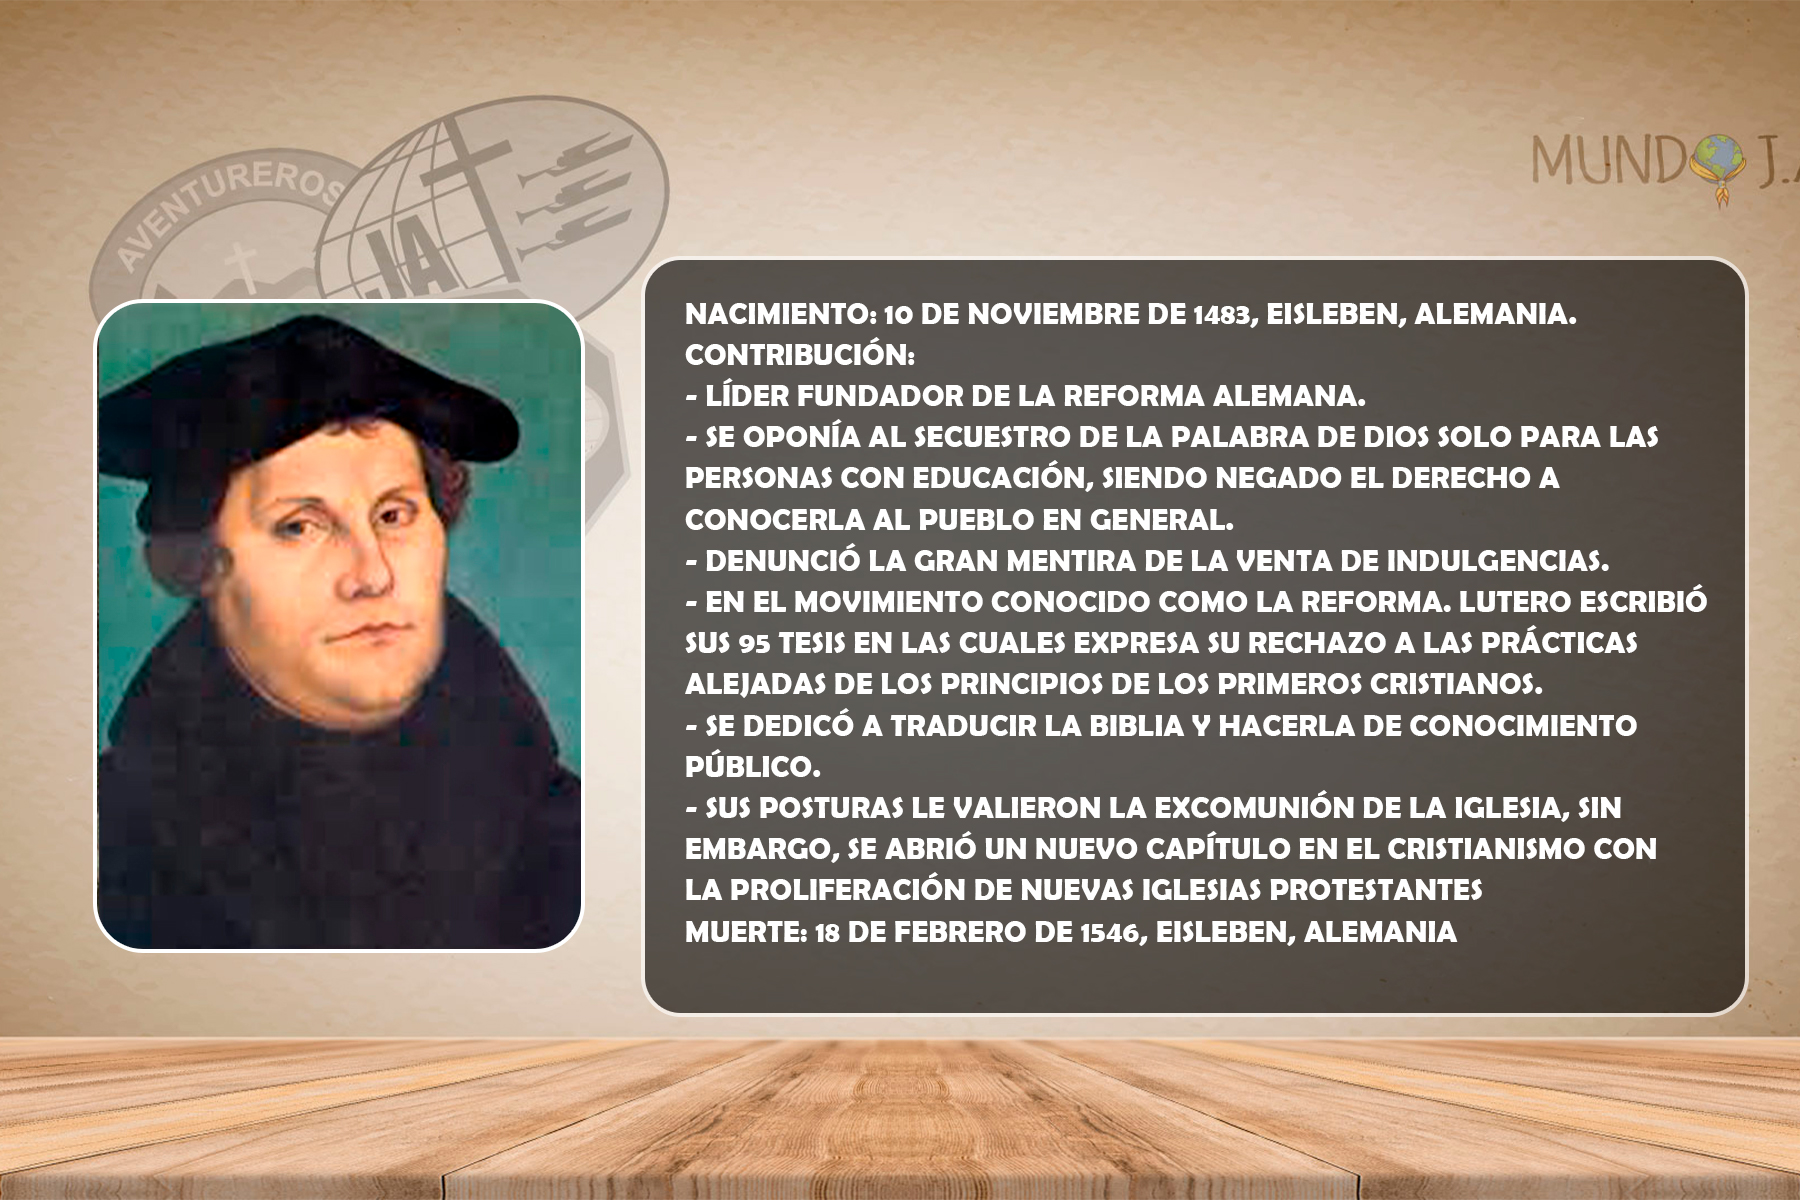 AVENTUREROS
JA
MUNDO J.A
NACIMIENTO: 10 DE NOVIEMBRE DE 1483, EISLEBEN, ALEMANIA.
CONTRIBUCIÓN:
- LÍDER FUNDADOR DE LA REFORMA ALEMANA.
- SE OPONÍA AL SECUESTRO DE LA PALABRA DE DIOS SOLO PARA LAS
PERSONAS CON EDUCACIÓN, SIENDO NEGADO EL DERECHO A
CONOCERLA AL PUEBLO EN GENERAL.
- DENUNCIÓ LA GRAN MENTIRA DE LA VENTA DE INDULGENCIAS.
- EN EL MOVIMIENTO CONOCIDO COMO LA REFORMA. LUTERO ESCRIBIÓ
SUS 95 TESIS EN LAS CUALES EXPRESA SU RECHAZO A LAS PRÁCTICAS
ALEJADAS DE LOS PRINCIPIOS DE LOS PRIMEROS CRISTIANOS.
- SE DEDICÓ A TRADUCIR LA BIBLIA Y HACERLA DE CONOCIMIENTO
PÚBLICO.
- SUS POSTURAS LE VALIERON LA EXCOMUNIÓN DE LA IGLESIA, SIN
EMBARGO, SE ABRIÓ UN NUEVO CAPÍTULO EN EL CRISTIANISMO CON
LA PROLIFERACIÓN DE NUEVAS IGLESIAS PROTESTANTES
MUERTE: 18 DE FEBRERO DE 1546, EISLEBEN, ALEMANIA